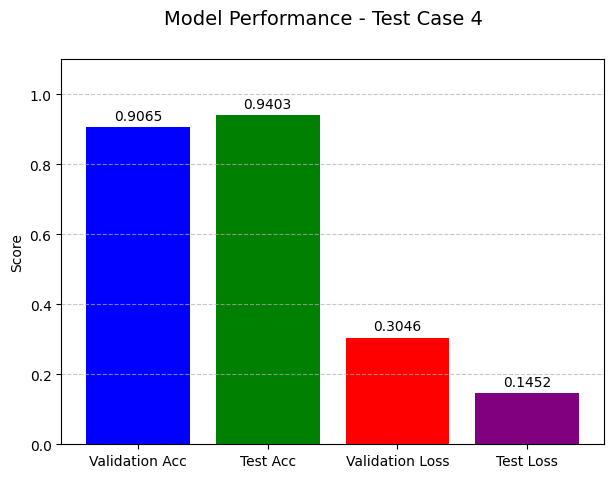 Model Performance - Test Case 4
Score
1.0
0.8
0.6
0.4
0.2
0.0
0.9065
0.9403
0.3046
0.1452
Validation Acc
Test Acc
Validation Loss
Test Loss